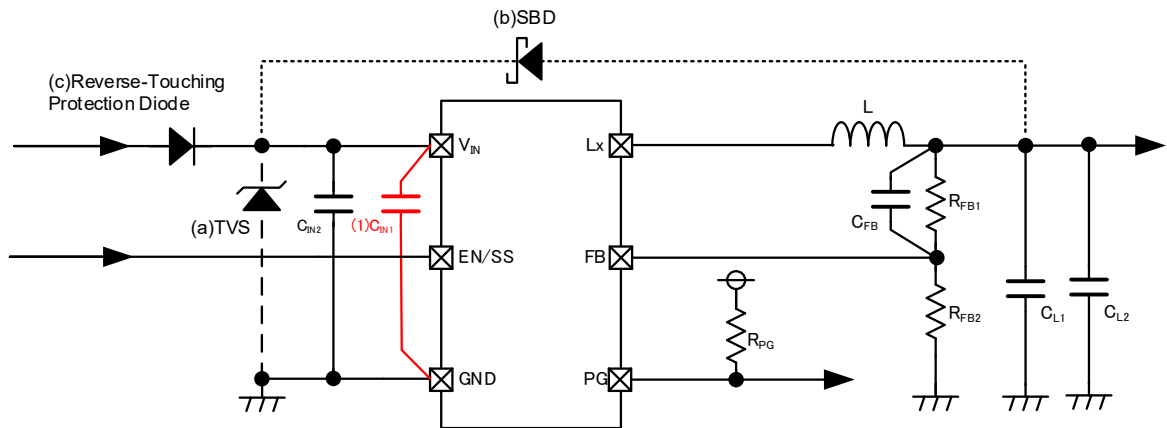 (b)SBD
(c)Reverse-Touching
Protection Diode
L
VIN
Lx
RFB1
CFB
(a)TVS
CIN2
(1)CIN1
EN/SS
FB
RFB2
CL1
CL2
RPG
GND
PG